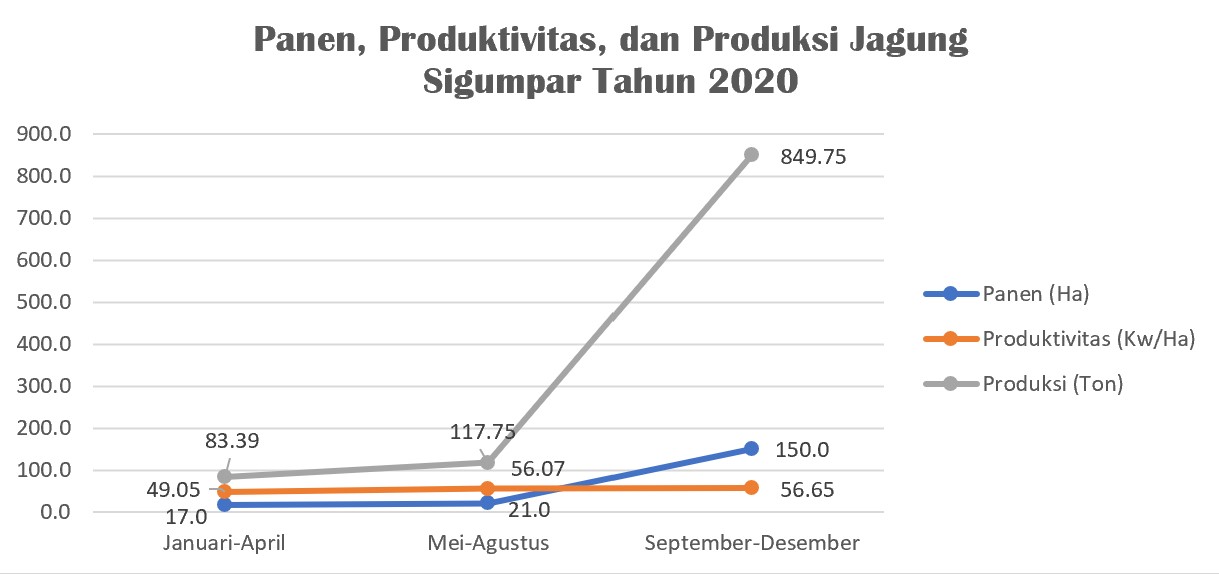 Panen, Produktivitas, dan Produksi Jagung
Sigumpar Tahun 2020
900.0
800.0
700.0
600.0
500.0
400.0
300.0
200.0
100.0
0.0
849.75
83.39
117.75
56.07
150.0
49.05
56.65
17.0
21.0
Januari-April
Mei-Agustus
September-Desember
Panen (Ha)
Produktivitas (Kw/Ha)
Produksi (Ton)